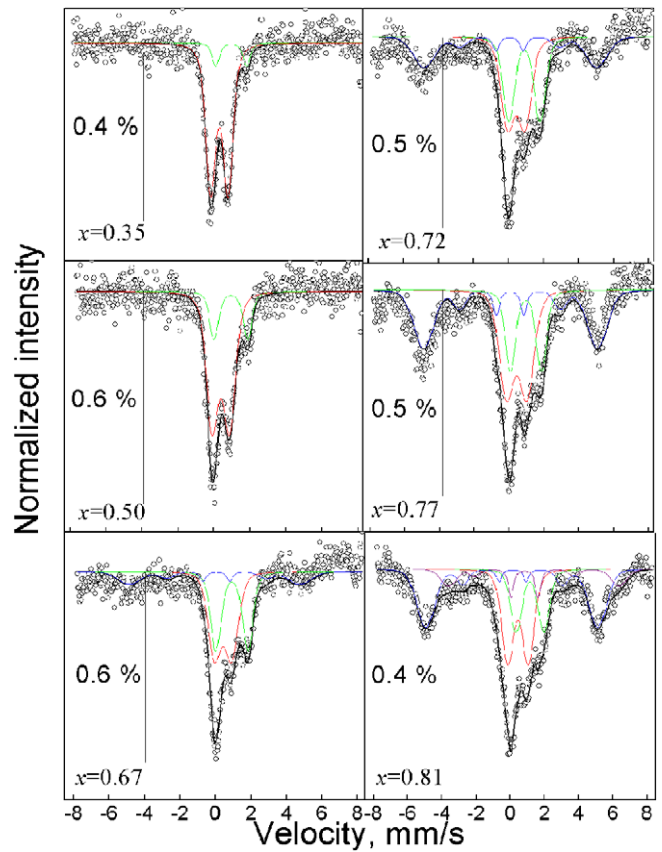 Normalized intensity
0.4 %
x=0.35
0.5 %
x=0.72
0.6 %
x=0.50
0.5 %
x=0.77
0.6 %
x=0.67
0.4 %
x=0.81
-8 -6 -4 -2 0 2 4 6 8 -6 -4 -2 0 2 4 6 8
Velocity, mm/s